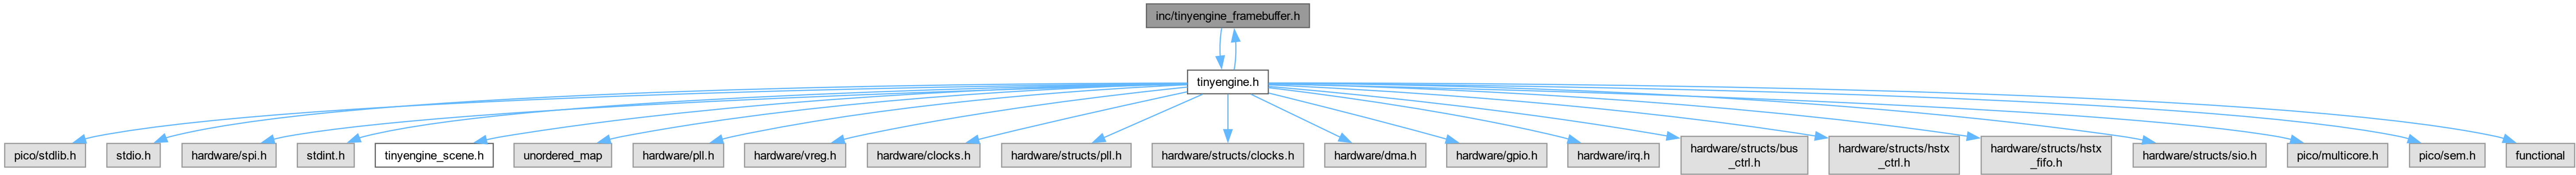 inc/tinyengine_framebuffer.h
tinyengine.h
pico/stdlib.h
stdio.h
hardware/spi.h
stdint.h
tinyengine_scene.h
unordered_map
hardware/pll.h
hardware/vreg.h
hardware/clocks.h
hardware/structs/pll.h
hardware/structs/clocks.h
hardware/dma.h
hardware/gpio.h
hardware/irq.h
hardware/structs/bus
_ctrl.h
hardware/structs/hstx
_ctrl.h
hardware/structs/hstx
_fifo.h
hardware/structs/sio.h
pico/multicore.h
pico/sem.h
functional